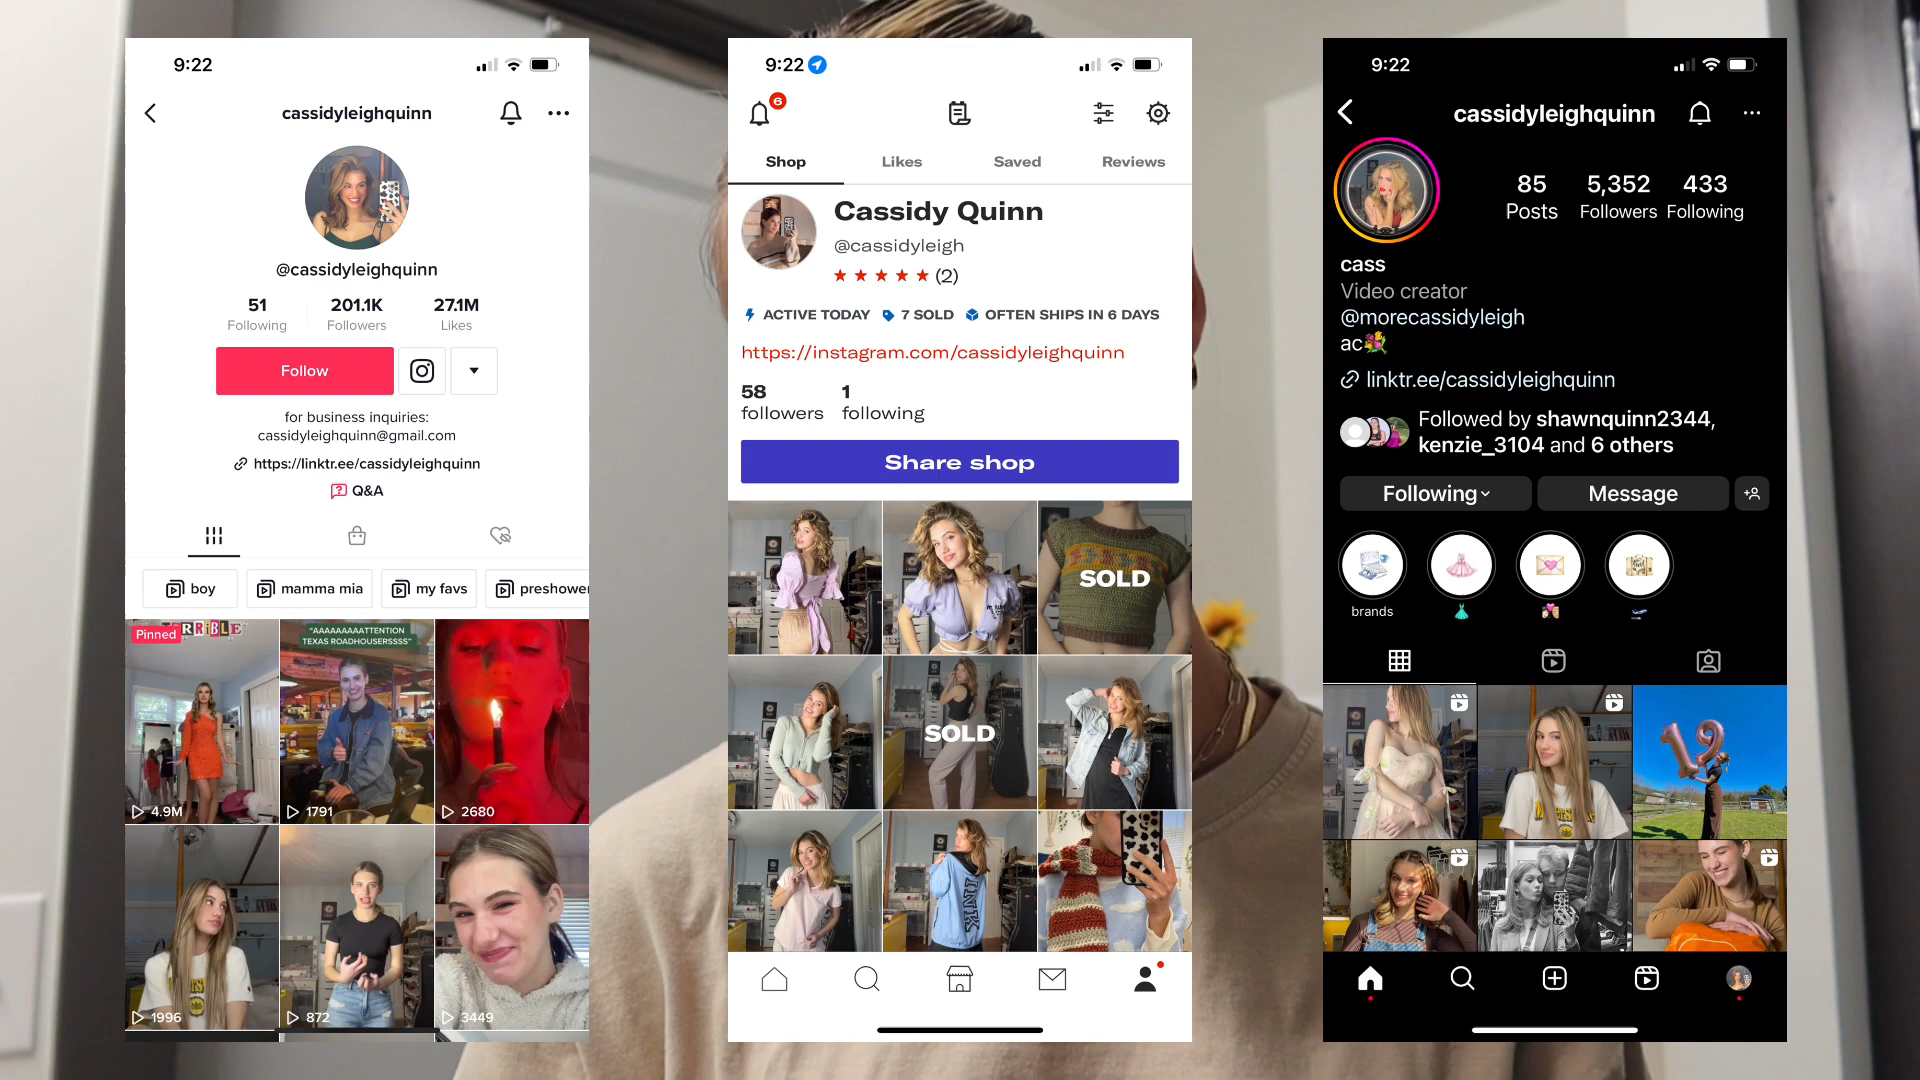 9:22
cassidyleighquinn
@cassidyleighquinn
51 201.1K 27.1M
Following Followers Likes
Follow
for business inquiries:
cassidyleighquinn@gmail.com
https://linktr.ee/cassidyleighquinn
Q&A
boy mamma mia my favs preshower
Pinned
"AAAAAAAAATTENTION
TEXAS ROADHOUSERSSSS"
4.9M 1791 2680
1996 872 3449
9:22
6
Shop Likes Saved Reviews
Cassidy Quinn
@cassidyleigh
(2)
ACTIVE TODAY 7 SOLD OFTEN SHIPS IN 6 DAYS
https://instagram.com/cassidyleighquinn
58 1
followers following
Share shop
SOLD
SOLD
9:22
cassidyleighquinn
85 5,352 433
Posts Followers Following
cass
Video creator
@morecassidyleigh
ac
linktr.ee/cassidyleighquinn
Followed by shawnquinn2344,
kenzie_3104 and 6 others
Following Message
brands
19